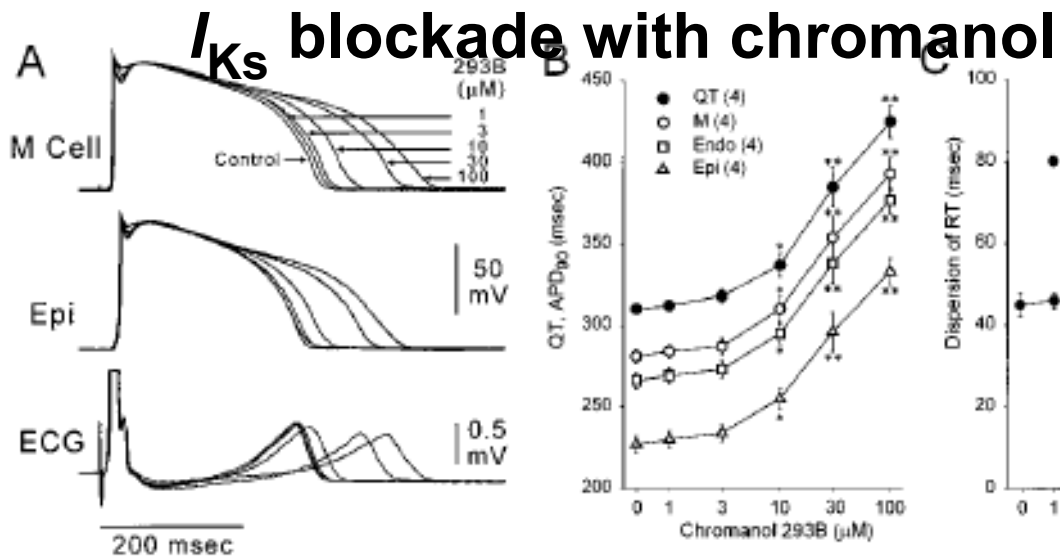 I_Ks blockade with chromanol
A
293B
(μM)
1
3
10
30
100
M Cell
Control
50
mV
Epi
ECG
0.5
mV
200 msec
B
450
400
350
300
250
200
QT, APD90 (msec)
QT (4)
M (4)
Endo (4)
Epi (4)
**
**
**
**
**
**
**
*
*
*
*
0 1 3 10 30 100
Chromanol 293B (μM)
C
100
80
60
40
20
0
Dispersion of RT (msec)
0 1